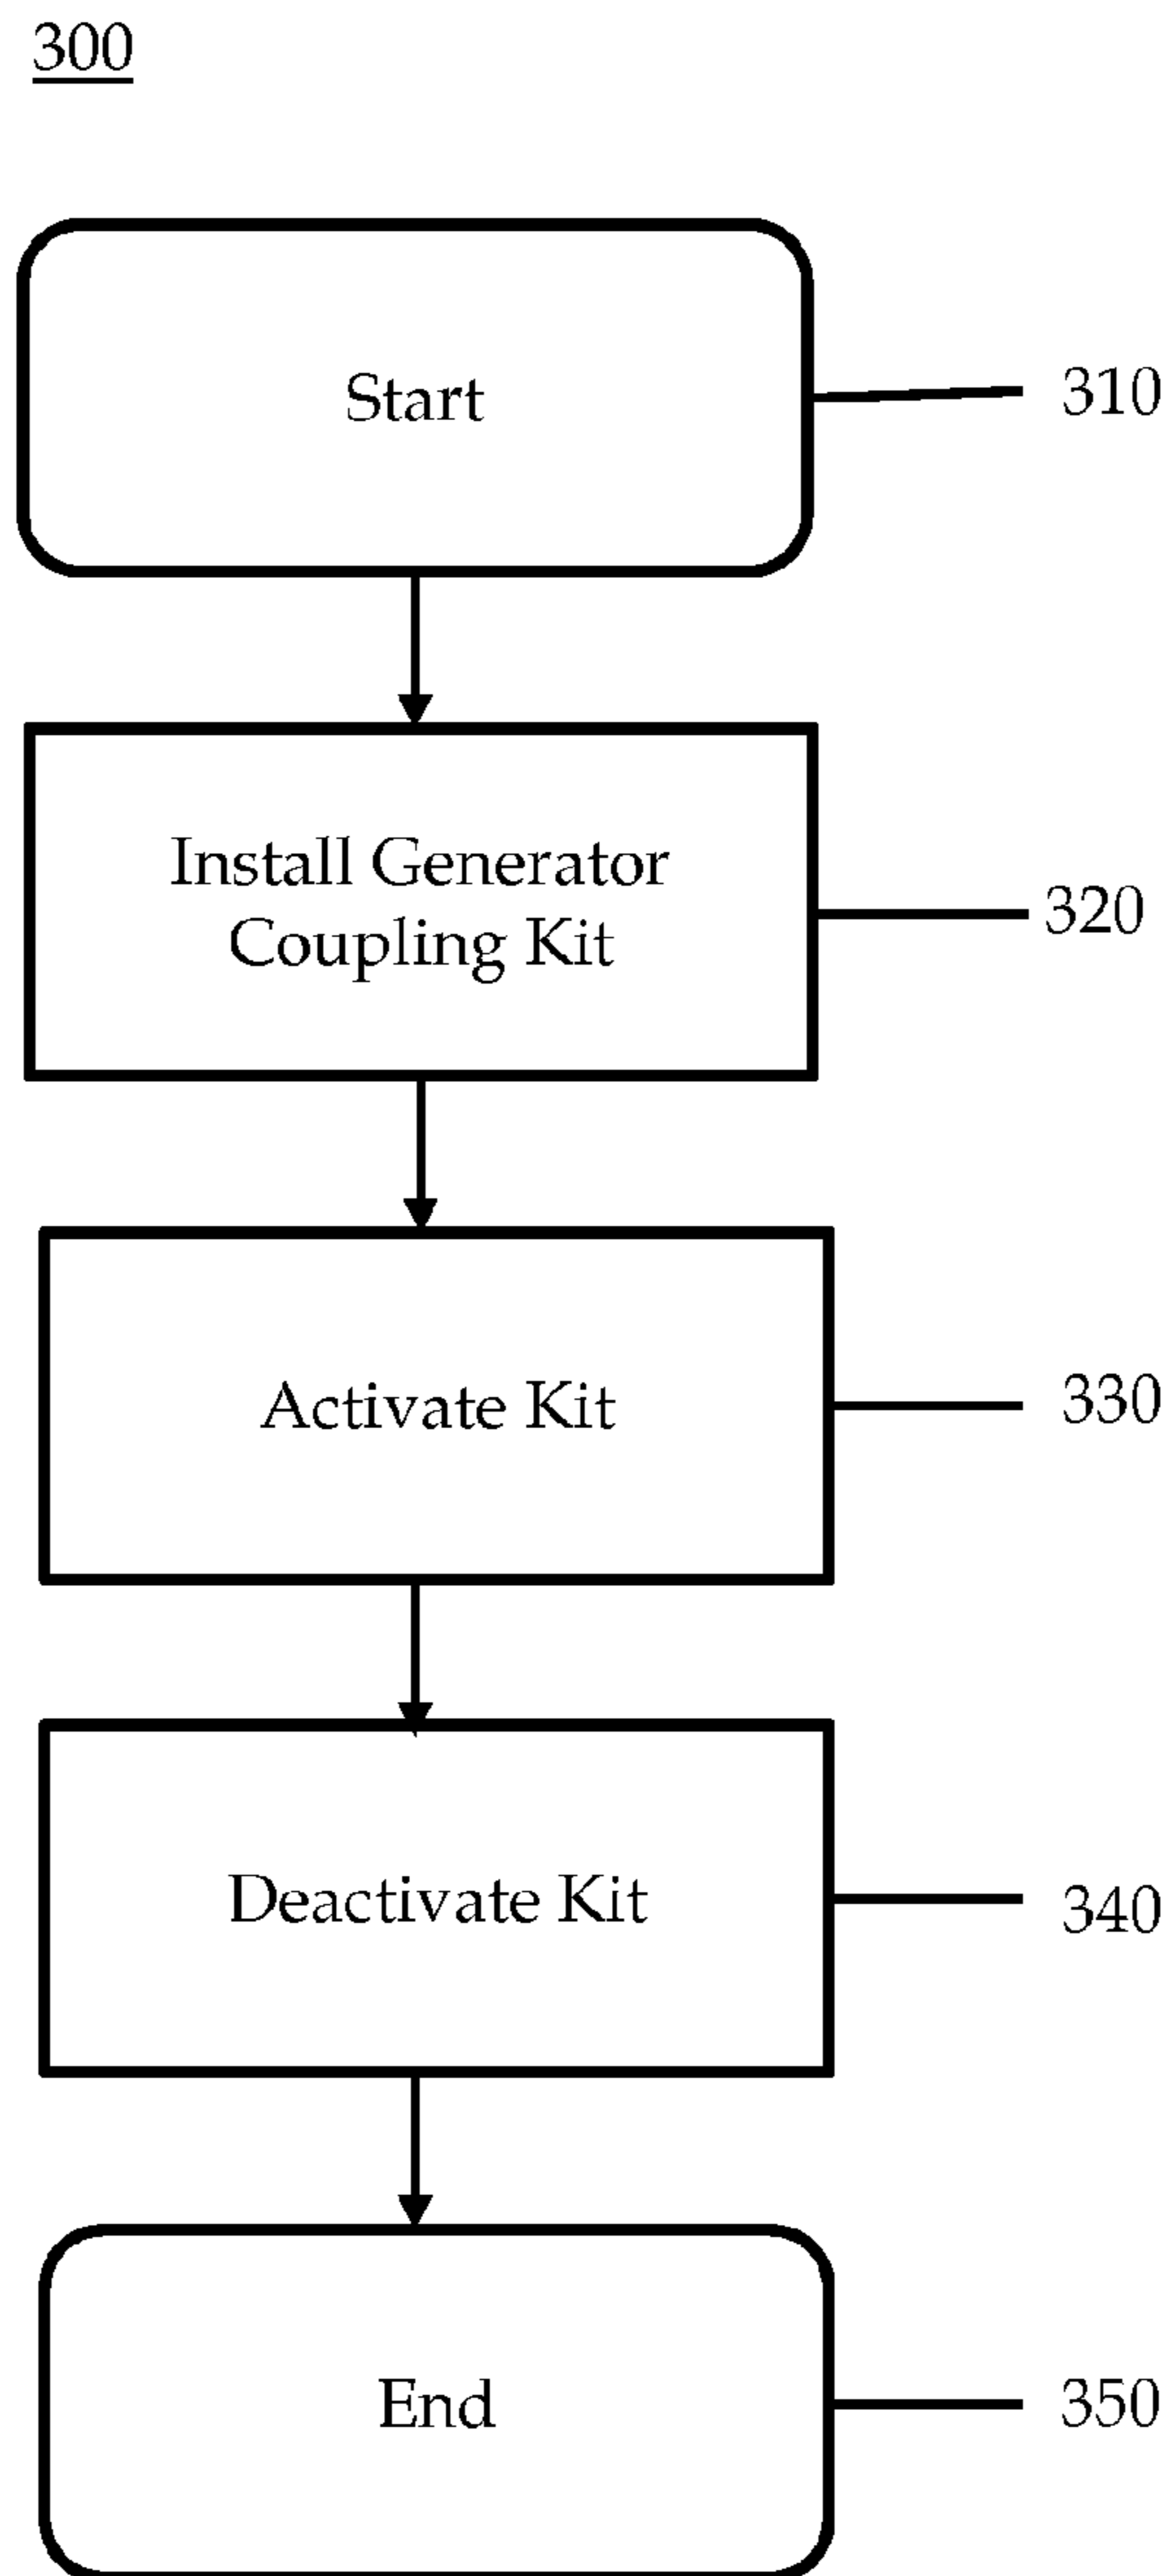 300
Start
310
Install Generator
Coupling Kit
320
Activate Kit
330
Deactivate Kit
340
End
350